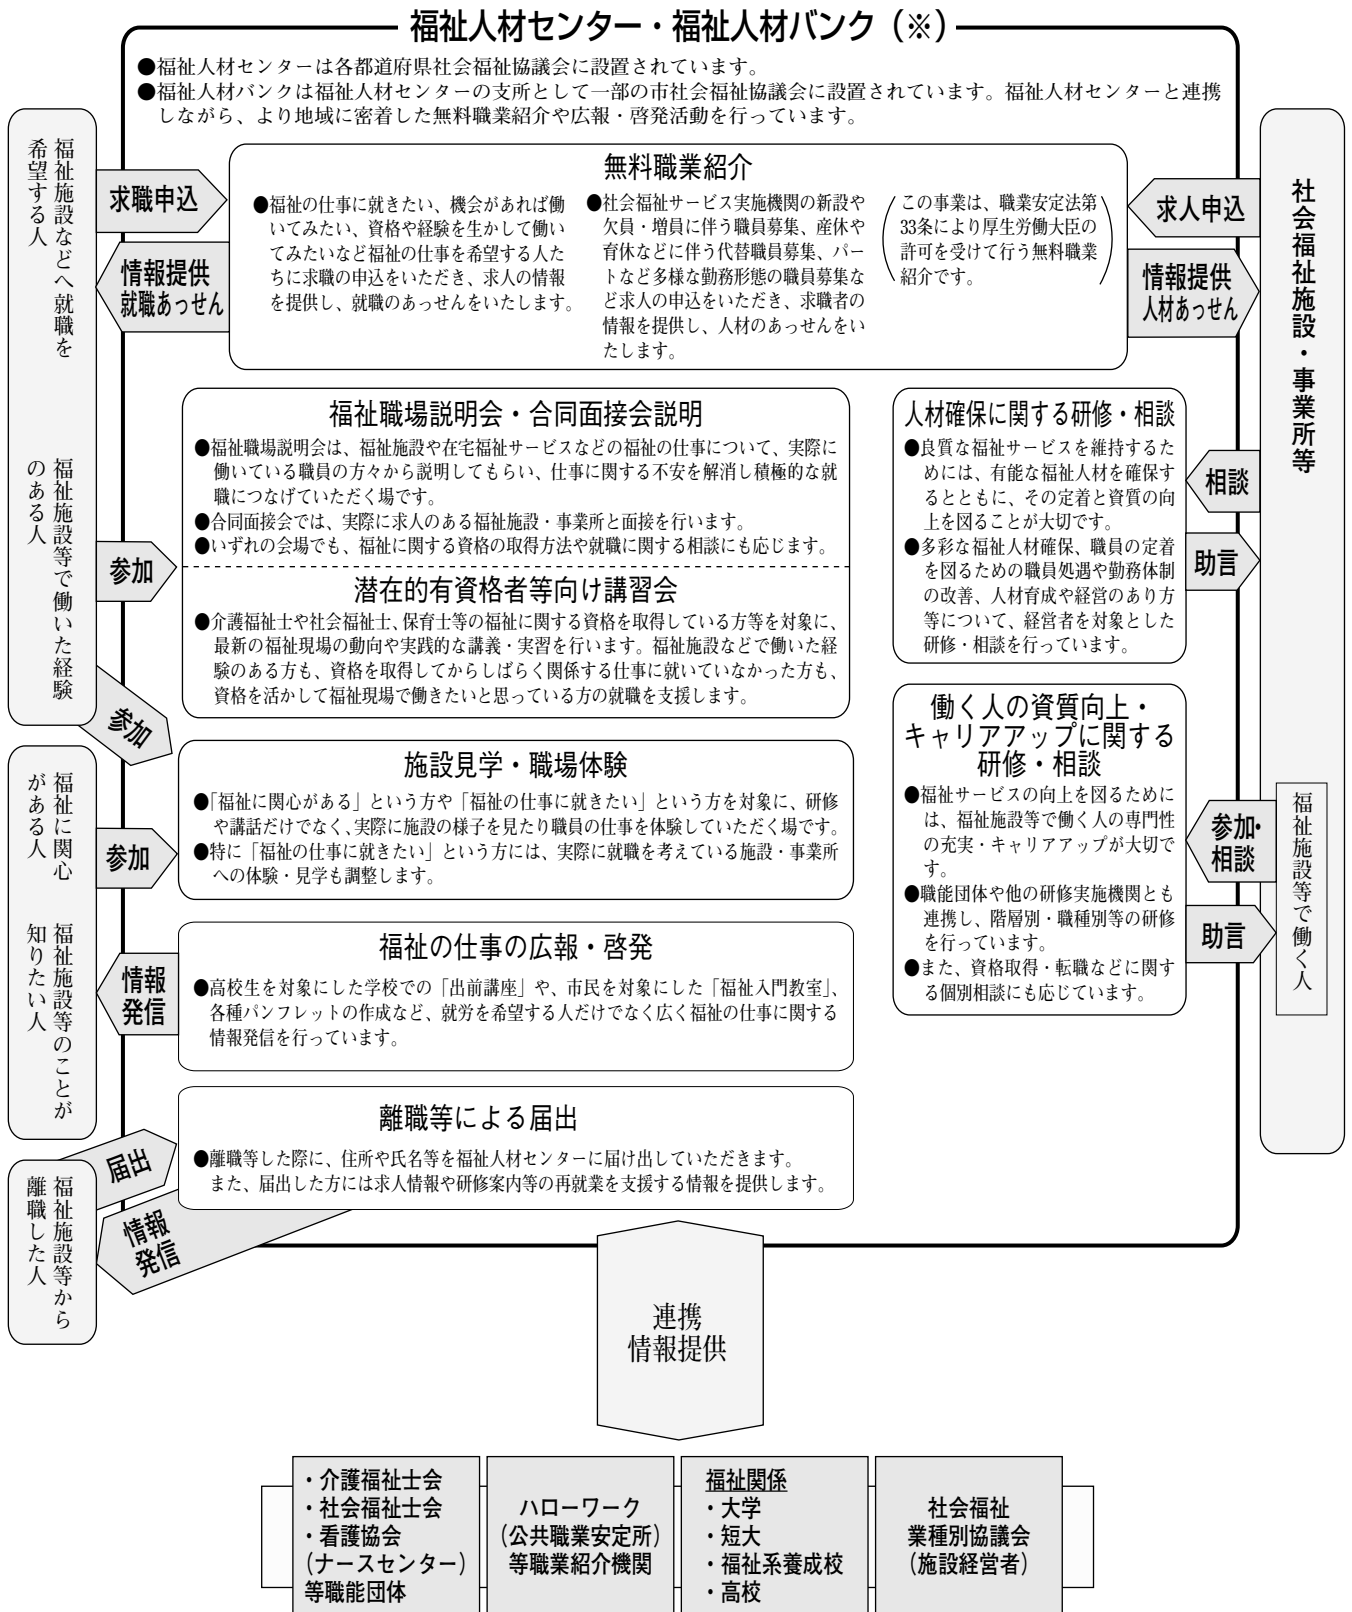 福祉人材センター・福祉人材バンク（※）
●福祉人材センターは各都道府県社会福祉協議会に設置されています。
●福祉人材バンクは福祉人材センターの支所として一部の市社会福祉協議会に設置されています。福祉人材センターと連携
しながら、より地域に密着した無料職業紹介や広報・啓発活動を行っています。
福祉施設などへ就職を
希望する人
福祉施設等で働いた経験
のある人
求職申込
情報提供
就職あっせん
無料職業紹介
●福祉の仕事に就きたい、機会があれば働
いてみたい、資格や経験を生かして働い
てみたいなど福祉の仕事を希望する人た
ちに求職の申込をいただき、求人の情報
を提供し、就職のあっせんをいたします。
●社会福祉サービス実施機関の新設や
欠員・増員に伴う職員募集、産休や
育休などに伴う代替職員募集、パー
トなど多様な勤務形態の職員募集な
ど求人の申込をいただき、求職者の
情報を提供し、人材のあっせんをい
たします。
（この事業は、職業安定法第
33条により厚生労働大臣の
許可を受けて行う無料職業
紹介です。）
求人申込
情報提供
人材あっせん
社会福祉施設・事業所等
参加
福祉職場説明会・合同面接会説明
●福祉職場説明会は、福祉施設や在宅福祉サービスなどの福祉の仕事について、実際に
働いている職員の方々から説明してもらい、仕事に関する不安を解消し積極的な就
職につなげていただく場です。
●合同面接会では、実際に求人のある福祉施設・事業所と面接を行います。
●いずれの会場でも、福祉に関する資格の取得方法や就職に関する相談にも応じます。
潜在的有資格者等向け講習会
●介護福祉士や社会福祉士、保育士等の福祉に関する資格を取得している方等を対象に、
最新の福祉現場の動向や実践的な講義・実習を行います。福祉施設などで働いた経
験のある方も、資格を取得してからしばらく関係する仕事に就いていなかった方も、
資格を活かして福祉現場で働きたいと思っている方の就職を支援します。
人材確保に関する研修・相談
●良質な福祉サービスを維持するた
めには、有能な福祉人材を確保す
るとともに、その定着と資質の向
上を図ることが大切です。
●多彩な福祉人材確保、職員の定着
を図るための職員処遇や勤務体制
の改善、人材育成や経営のあり方
等について、経営者を対象とした
研修・相談を行っています。
相談
助言
参加
福祉に関心
がある人
福祉施設等のことが
知りたい人
参加
施設見学・職場体験
●「福祉に関心がある」という方や「福祉の仕事に就きたい」という方を対象に、研修
や講話だけでなく、実際に施設の様子を見たり職員の仕事を体験していただく場です。
●特に「福祉の仕事に就きたい」という方には、実際に就職を考えている施設・事業所
への体験・見学も調整します。
働く人の資質向上・
キャリアアップに関する
研修・相談
●福祉サービスの向上を図るために
は、福祉施設等で働く人の専門性
の充実・キャリアアップが大切で
す。
●職能団体や他の研修実施機関とも
連携し、階層別・職種別等の研修
を行っています。
●また、資格取得・転職などに関す
る個別相談にも応じています。
参加・
相談
助言
福祉施設等で働く人
情報
発信
福祉の仕事の広報・啓発
●高校生を対象にした学校での「出前講座」や、市民を対象にした「福祉入門教室」、
各種パンフレットの作成など、就労を希望する人だけでなく広く福祉の仕事に関する
情報発信を行っています。
福祉施設等から
離職した人
届出
情報
発信
離職等による届出
●離職等した際に、住所や氏名等を福祉人材センターに届け出していただきます。
また、届出した方には求人情報や研修案内等の再就業を支援する情報を提供します。
連携
情報提供
・介護福祉士会
・社会福祉士会
・看護協会
（ナースセンター）
等職能団体
ハローワーク
（公共職業安定所）
等職業紹介機関
福祉関係
・大学
・短大
・福祉系養成校
・高校
社会福祉
業種別協議会
（施設経営者）